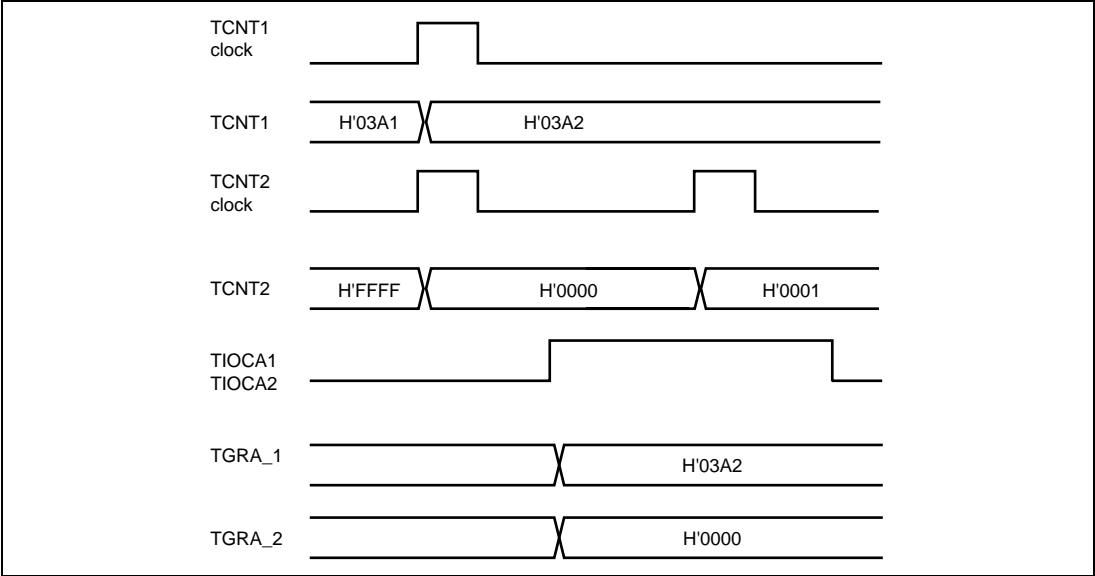 TCNT1
clock
TCNT1 H'03A1 H'03A2
TCNT2
clock
TCNT2 H'FFFF H'0000 H'0001
TIOCA1
TIOCA2
TGRA_1 H'03A2
TGRA_2 H'0000